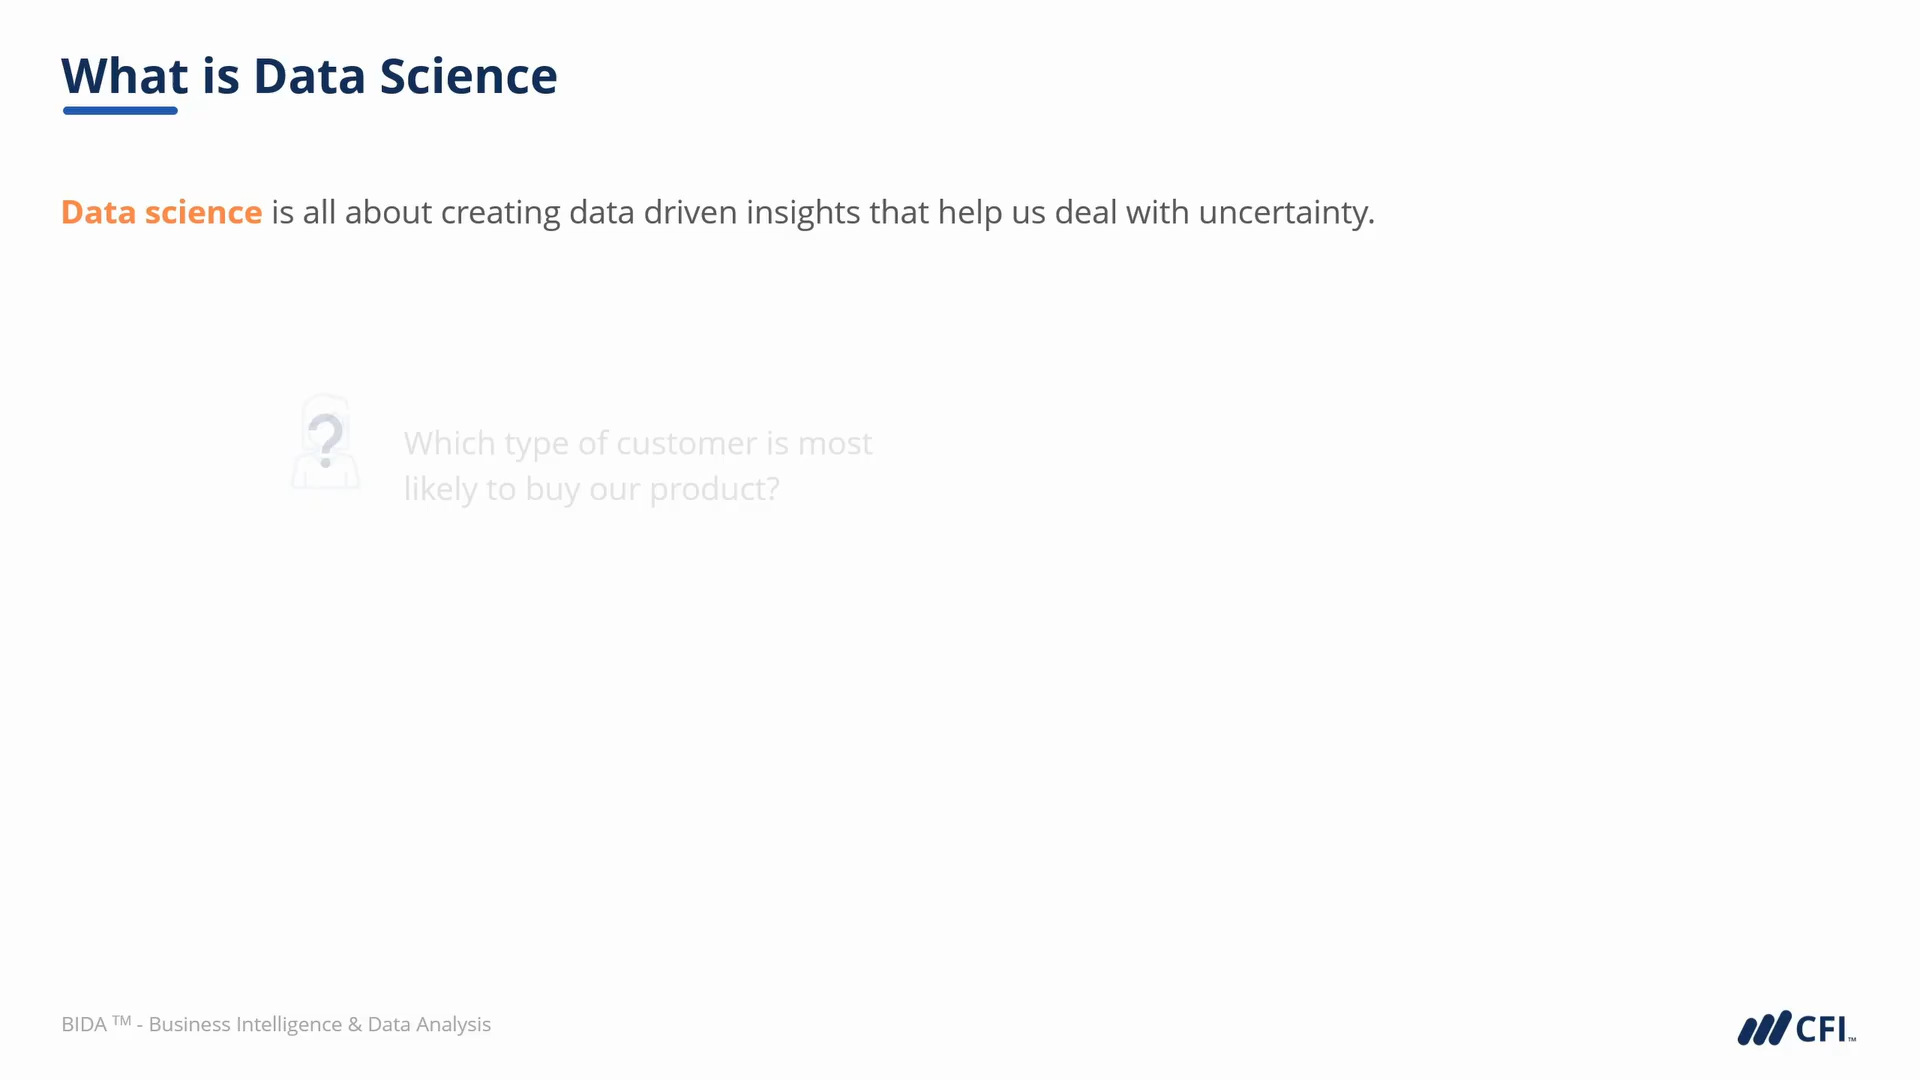 What is Data Science
Data science is all about creating data driven insights that help us deal with uncertainty.
?
Which type of customer is most
likely to buy our product?
BIDA ™ - Business Intelligence & Data Analysis
CFI™